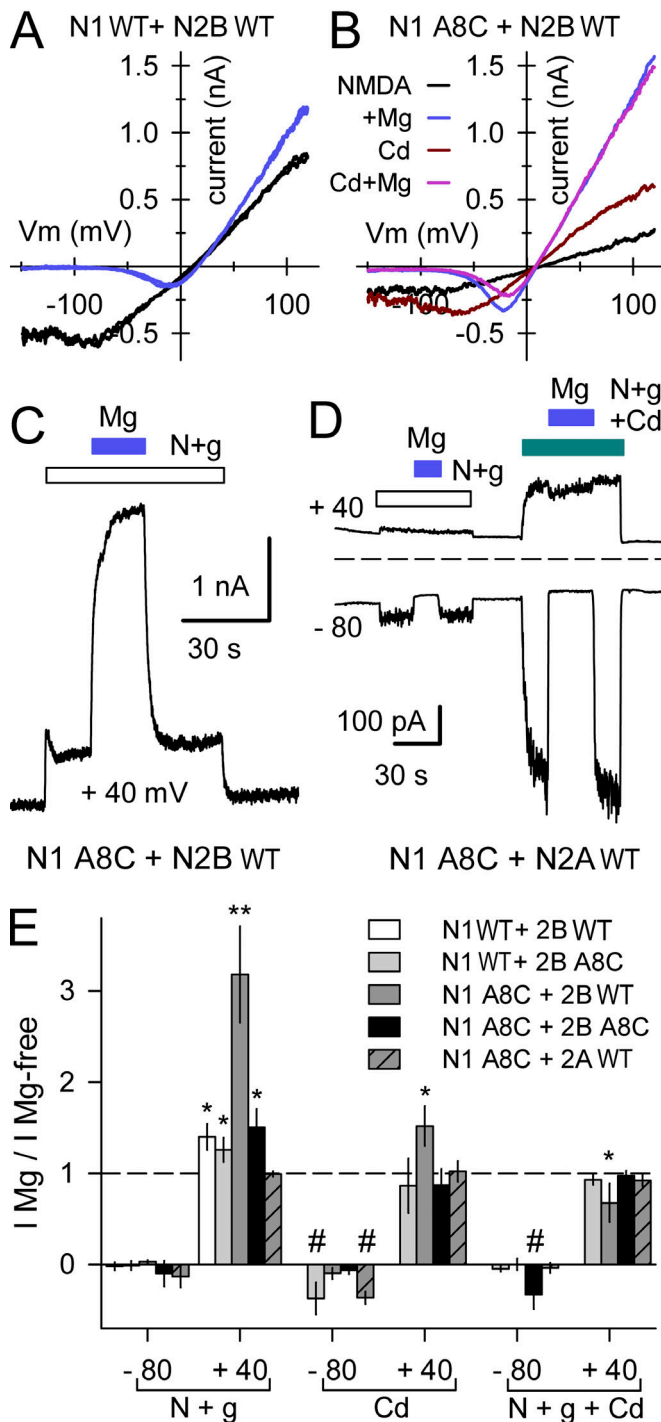 A N1 WT + N2B WT
B N1 A8C + N2B WT
1.5
1.0
0.5
-0.5
current (nA)
Vm (mV)
-100
100
1.5
1.0
0.5
-0.5
current (nA)
NMDA
+Mg
Cd
Cd+Mg
Vm (mV)
-100
100
C
Mg
N+g
1 nA
30 s
+ 40 mV
N1 A8C + N2B WT
D
Mg
N+g
Mg
N+g
+Cd
+ 40
- 80
100 pA
30 s
N1 A8C + N2A WT
E
I Mg / I Mg-free
3
2
1
0
**
*
*
*
#
#
*
#
*
N1 WT + 2B WT
N1 WT + 2B A8C
N1 A8C + 2B WT
N1 A8C + 2B A8C
N1 A8C + 2A WT
- 80
+ 40
- 80
+ 40
- 80
+ 40
N + g
Cd
N + g + Cd